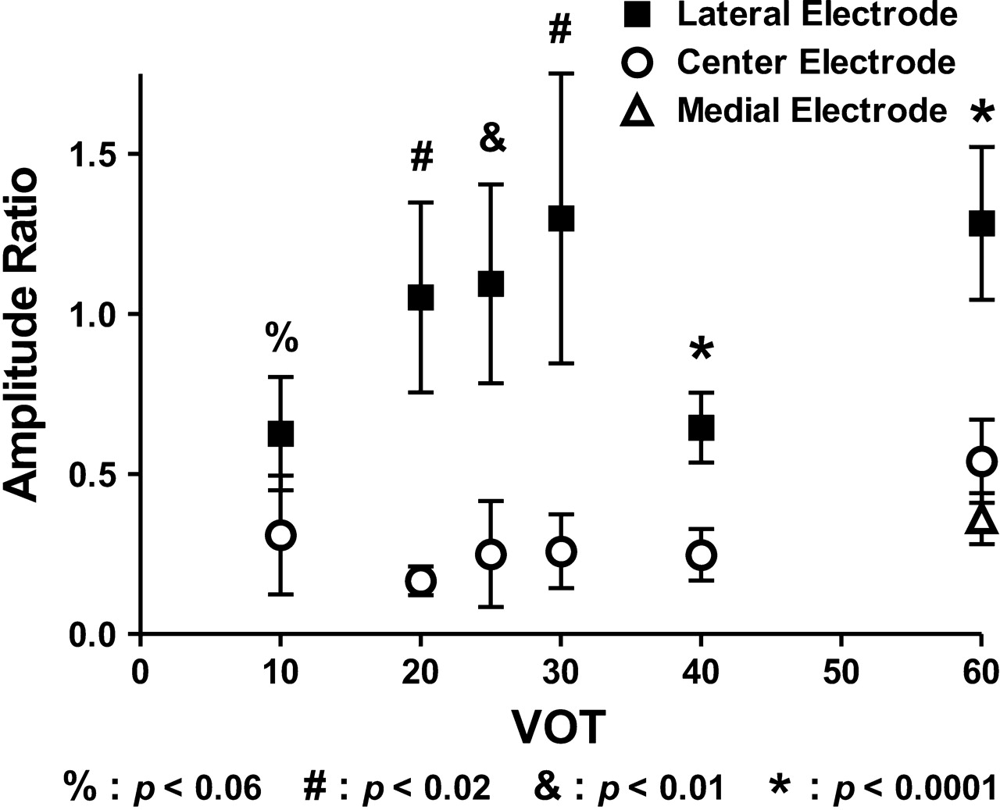 Lateral Electrode
Center Electrode
Medial Electrode
#
*
&
#
%
*
Amplitude Ratio
1.5
1.0
0.5
0.0
0 10 20 30 40 50 60
VOT
% : p < 0.06 # : p < 0.02 & : p < 0.01 * : p < 0.0001